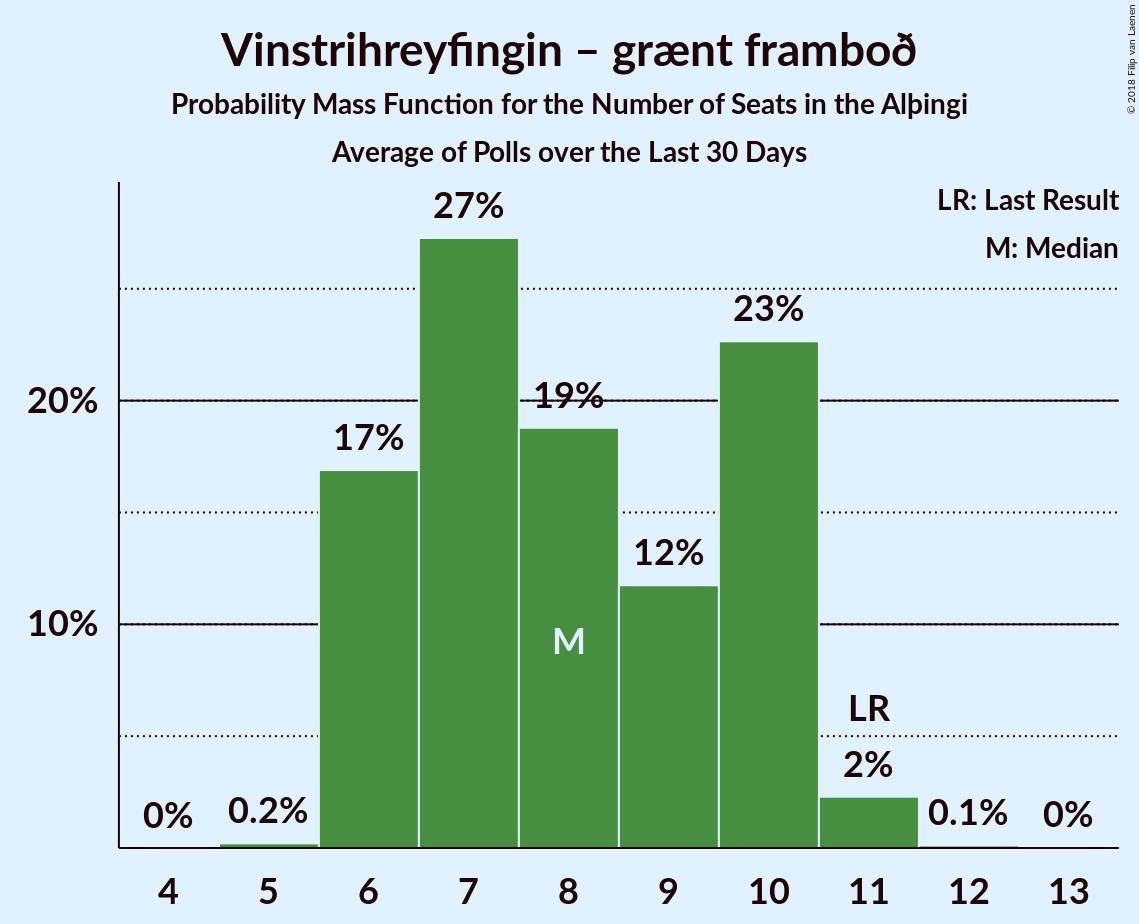 Vinstrihreyfingin – grænt framboð
Probability Mass Function for the Number of Seats in the Alþingi
Average of Polls over the Last 30 Days
© 2018 Filip van Laenen
LR: Last Result
M: Median
27%
23%
20%
19%
17%
12%
10%
M
LR
2%
0%
0.2%
0.1%
0%
4 5 6 7 8 9 10 11 12 13